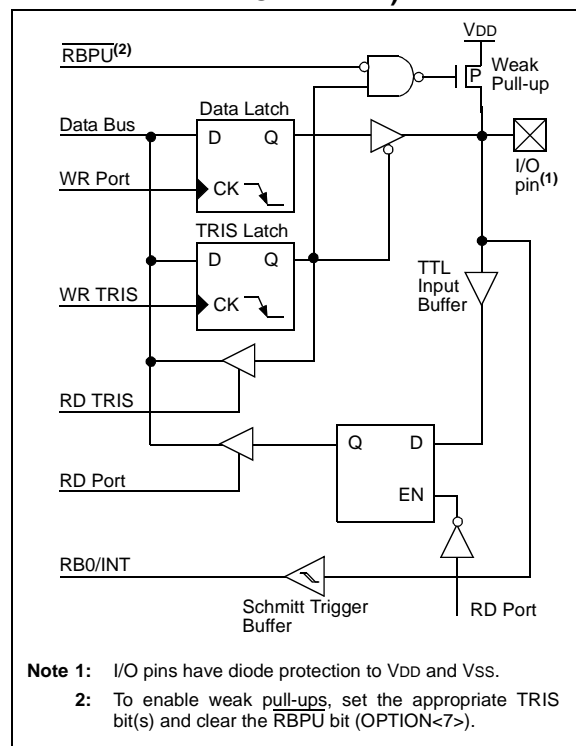 VDD
RBPU(2)
P
Weak
Pull-up
Data Latch
Data Bus
D
Q
I/O
pin(1)
WR Port
CK
TRIS Latch
D
Q
TTL
Input
Buffer
WR TRIS
CK
RD TRIS
Q
D
RD Port
EN
RB0/INT
Schmitt Trigger
Buffer
RD Port
Note 1: I/O pins have diode protection to VDD and VSS.
2: To enable weak pull-ups, set the appropriate TRIS
bit(s) and clear the RBPU bit (OPTION<7>).